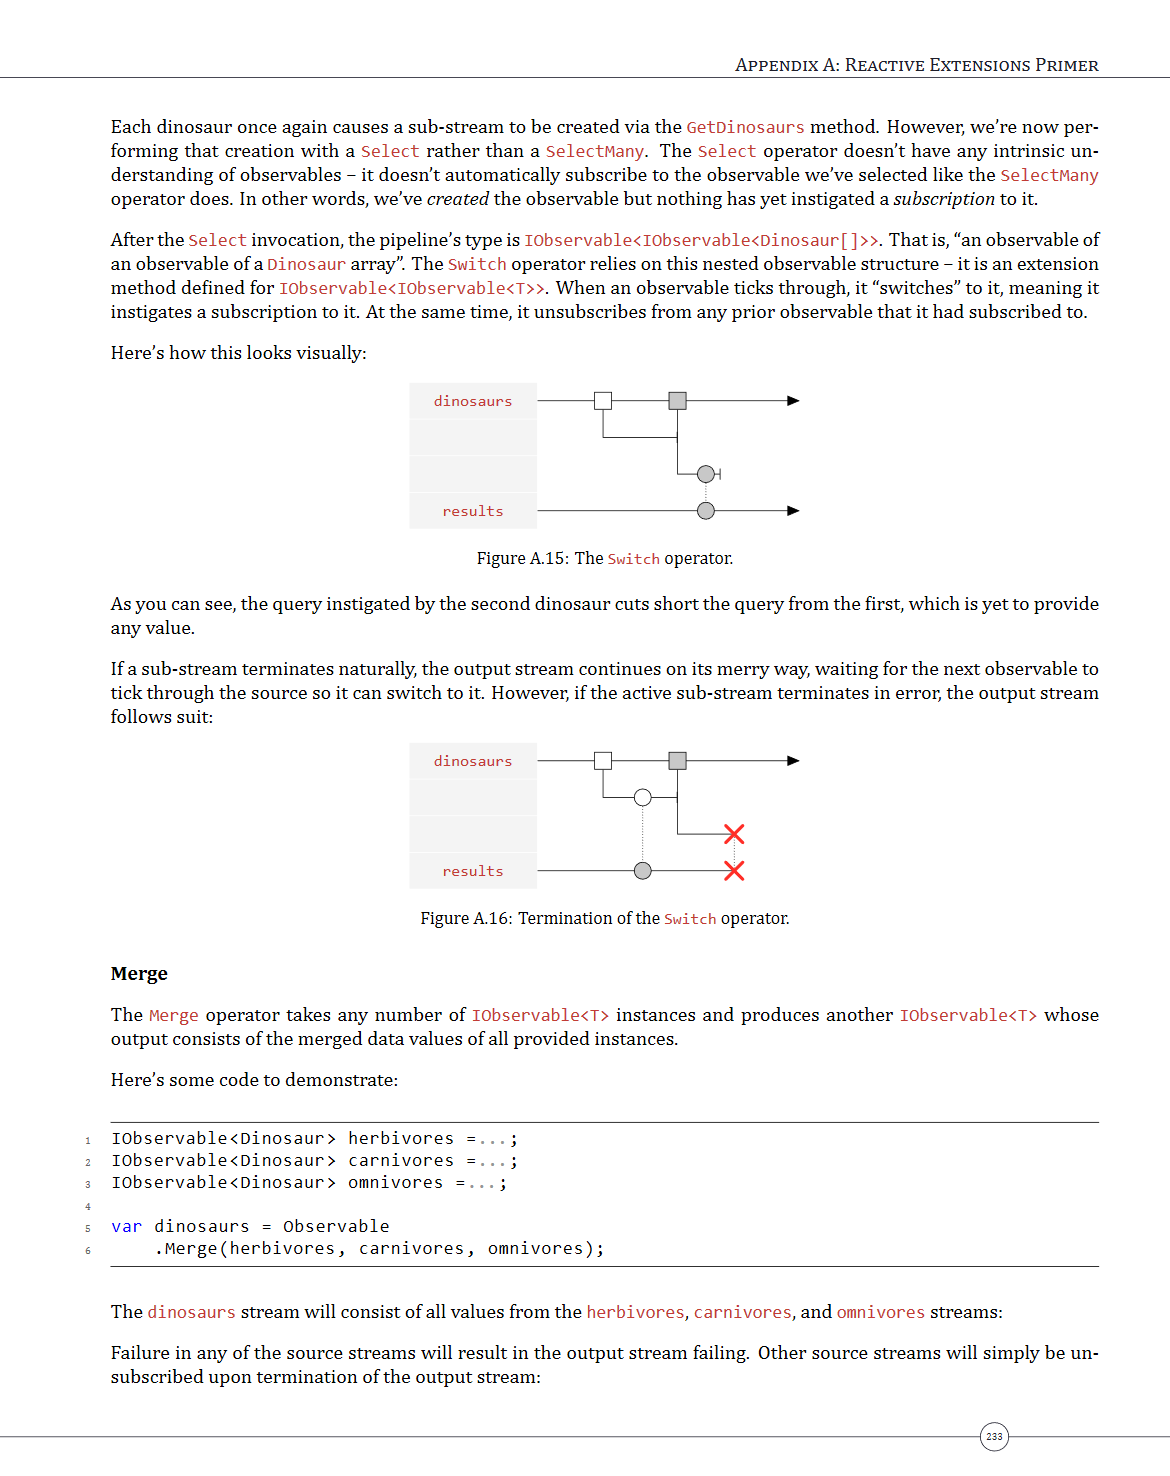 APPENDIX A: REACTIVE EXTENSIONS PRIMER
Each dinosaur once again causes a sub-stream to be created via the GetDinosaurs method. However, we’re now per-
forming that creation with a Select rather than a SelectMany. The Select operator doesn’t have any intrinsic un-
derstanding of observables – it doesn’t automatically subscribe to the observable we’ve selected like the SelectMany
operator does. In other words, we’ve created the observable but nothing has yet instigated a subscription to it.
After the Select invocation, the pipeline’s type is IObservable<IObservable<Dinosaur[]>>. That is, “an observable of
an observable of a Dinosaur array”. The Switch operator relies on this nested observable structure – it is an extension
method defined for IObservable<IObservable<T>>. When an observable ticks through, it “switches” to it, meaning it
instigates a subscription to it. At the same time, it unsubscribes from any prior observable that it had subscribed to.
Here’s how this looks visually:
dinosaurs
results
Figure A.15: The Switch operator.
As you can see, the query instigated by the second dinosaur cuts short the query from the first, which is yet to provide
any value.
If a sub-stream terminates naturally, the output stream continues on its merry way, waiting for the next observable to
tick through the source so it can switch to it. However, if the active sub-stream terminates in error, the output stream
follows suit:
dinosaurs
results
Figure A.16: Termination of the Switch operator.
Merge
The Merge operator takes any number of IObservable<T> instances and produces another IObservable<T> whose
output consists of the merged data values of all provided instances.
Here’s some code to demonstrate:
1 IObservable<Dinosaur> herbivores =...;
2 IObservable<Dinosaur> carnivores =...;
3 IObservable<Dinosaur> omnivores =...;
4
5 var dinosaurs = Observable
6 .Merge(herbivores, carnivores, omnivores);
The dinosaurs stream will consist of all values from the herbivores, carnivores, and omnivores streams:
Failure in any of the source streams will result in the output stream failing. Other source streams will simply be un-
subscribed upon termination of the output stream:
233